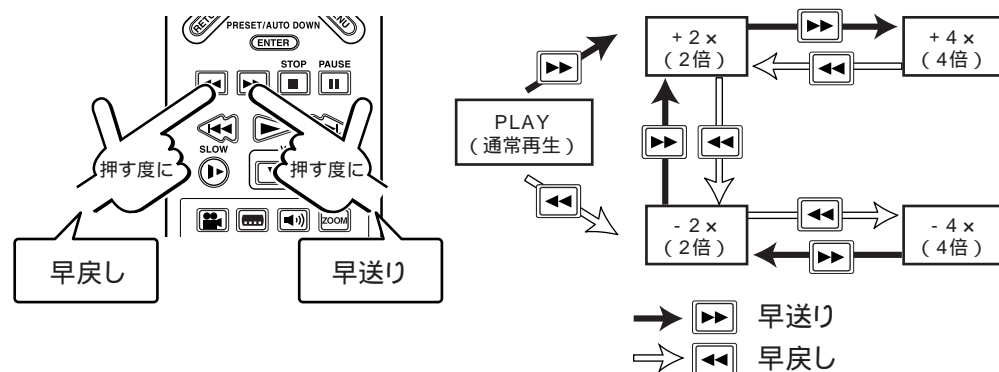 PRESET/AUTO DOWN
ENTER
STOP PAUSE
SLOW
押す度に
押す度に
ZOOM
早戻し
早送り
PLAY
(通常再生)
+2×
(2倍)
+4×
(4倍)
-2×
(2倍)
-4×
(4倍)
早送り
早戻し